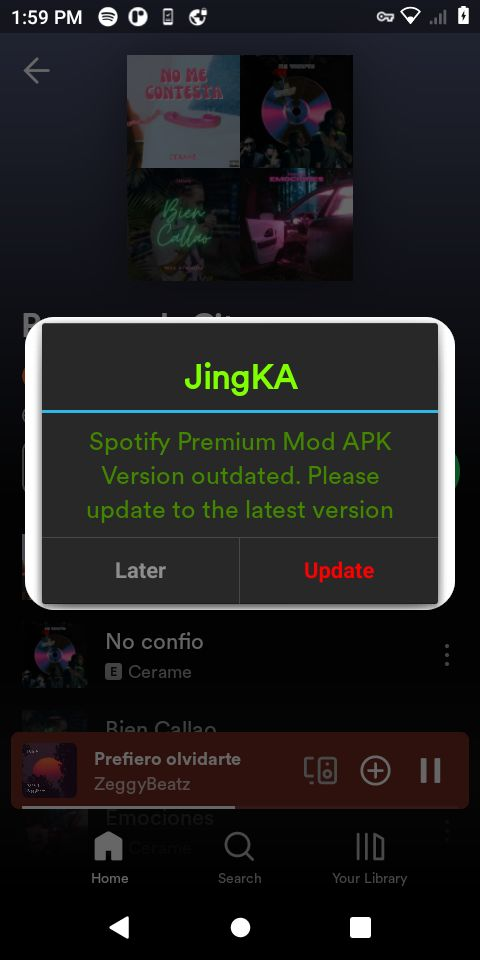 1:59 PM
NO ME
CONTESTA
CERAME
Bien
Callao
EMOCIONES
JingKA
Spotify Premium Mod APK
Version outdated. Please
update to the latest version
Later
Update
No confio
E Cerame
Bien Callao
Prefiero olvidarte
ZeggyBeatz
Emociones
Cerame
Home
Search
Your Library